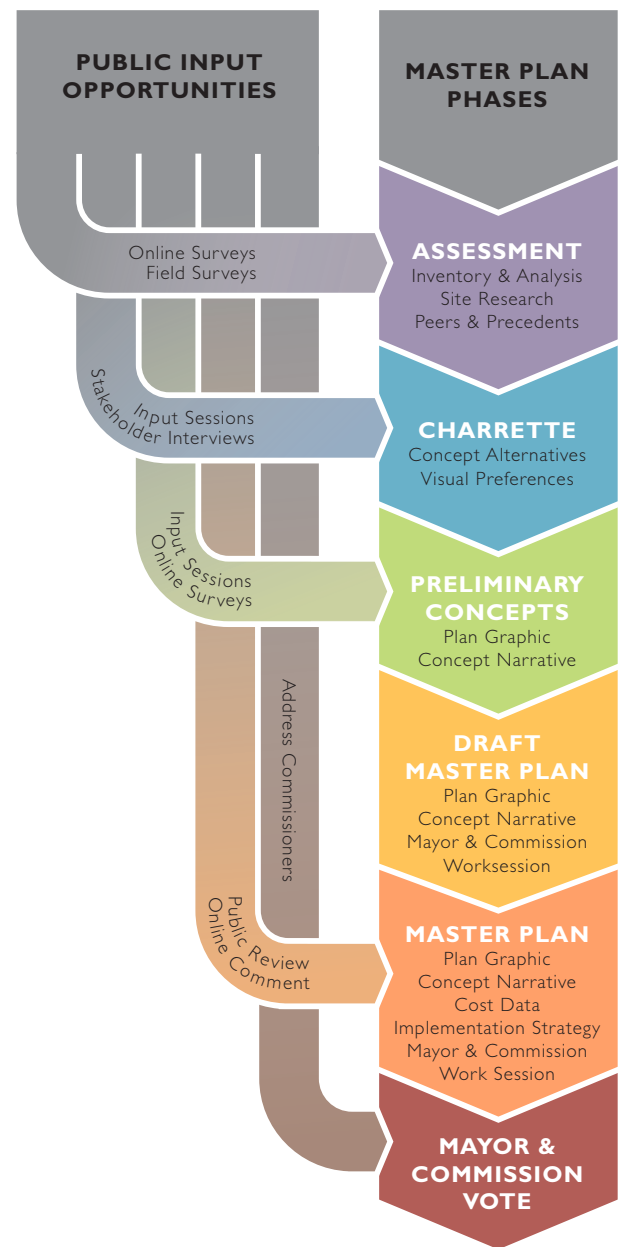 PUBLIC INPUT
OPPORTUNITIES
MASTER PLAN
PHASES
Online Surveys
Field Surveys
ASSESSMENT
Inventory & Analysis
Site Research
Peers & Precedents
Input Sessions
Stakeholder Interviews
CHARRETTE
Concept Alternatives
Visual Preferences
Input Sessions
Online Surveys
PRELIMINARY
CONCEPTS
Plan Graphic
Concept Narrative
Address Commissioners
DRAFT
MASTER PLAN
Plan Graphic
Concept Narrative
Mayor & Commission
Worksession
Public Review
Online Comment
MASTER PLAN
Plan Graphic
Concept Narrative
Cost Data
Implementation Strategy
Mayor & Commission
Work Session
MAYOR &
COMMISSION
VOTE